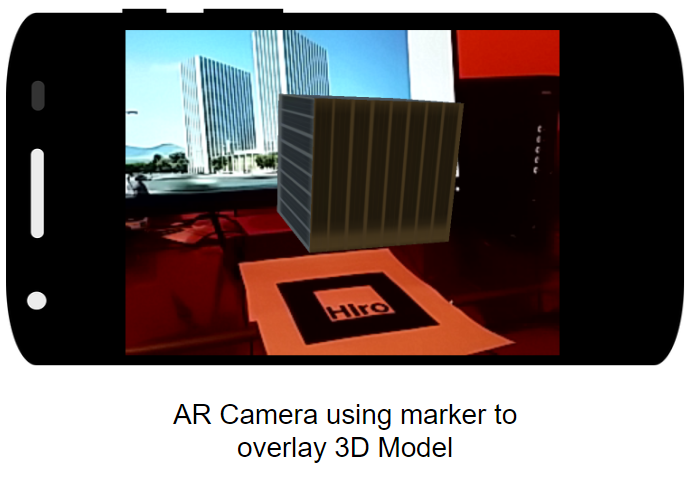 HIro
AR Camera using marker to
overlay 3D Model